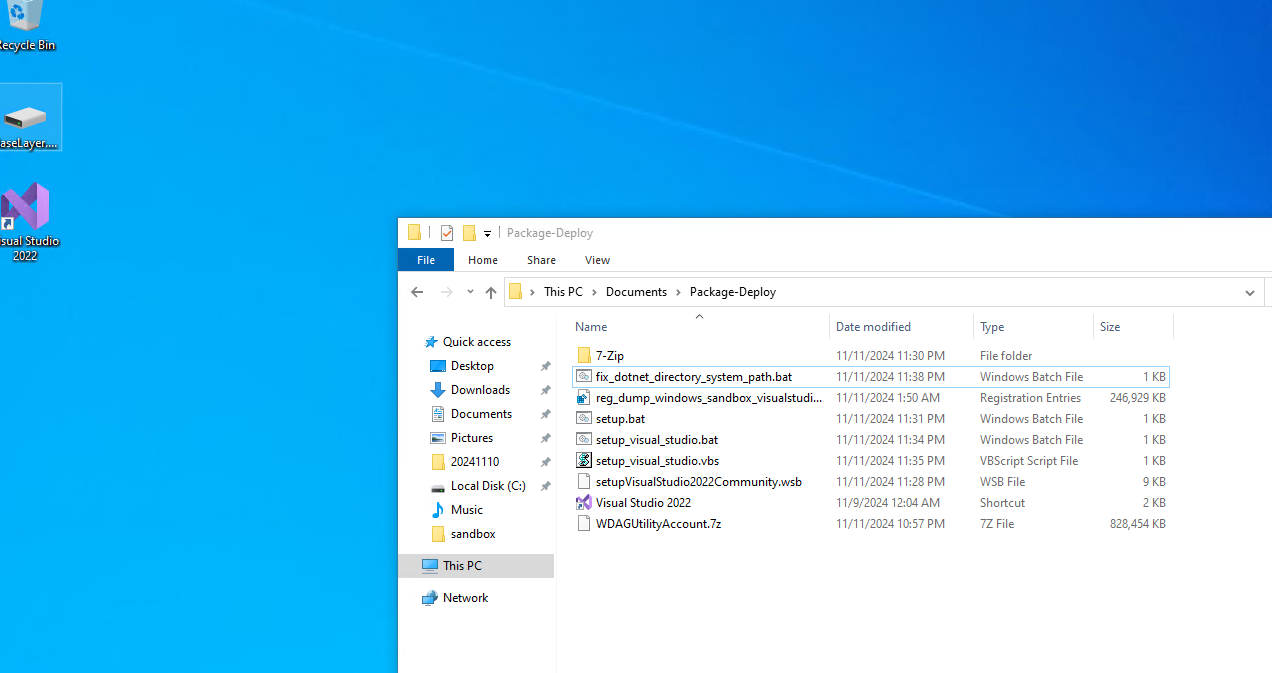 Recycle Bin
aseLayer....
isual Studio
2022
Package-Deploy
File Home Share View
This PC Documents Package-Deploy
Name Date modified Type Size
Quick access
Desktop
Downloads
Documents
Pictures
20241110
Local Disk (C:)
Music
sandbox
This PC
Network
7-Zip 11/11/2024 11:30 PM File folder
fix_dotnet_directory_system_path.bat 11/11/2024 11:38 PM Windows Batch File 1 KB
reg_dump_windows_sandbox_visualstudi... 11/11/2024 1:50 AM Registration Entries 246,929 KB
setup.bat 11/11/2024 11:31 PM Windows Batch File 1 KB
setup_visual_studio.bat 11/11/2024 11:34 PM Windows Batch File 1 KB
setup_visual_studio.vbs 11/11/2024 11:35 PM VBScript Script File 1 KB
setupVisualStudio2022Community.wsb 11/11/2024 11:28 PM WSB File 9 KB
Visual Studio 2022 11/9/2024 12:04 AM Shortcut 2 KB
WDAGUtilityAccount.7z 11/11/2024 10:57 PM 7Z File 828,454 KB